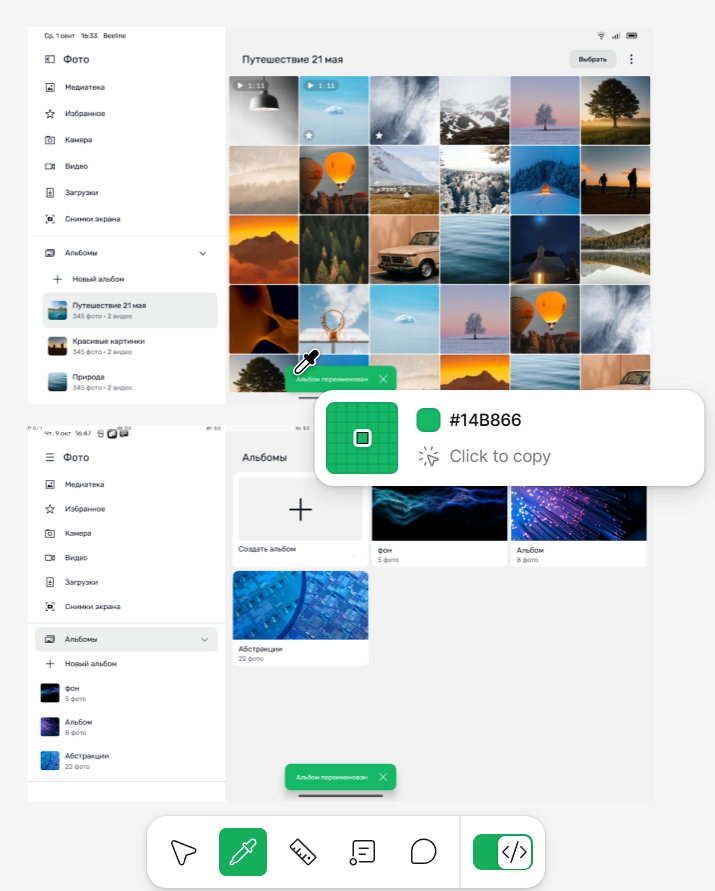 Ср, 1 сент 16:33 Beeline
Фото
Медиатека
Избранное
Камера
Видео
Загрузки
Снимки экрана
Альбомы
Новый альбом
Путешествие 21 мая
345 фото • 2 видео
Красивые картинки
345 фото • 2 видео
Природа
345 фото • 2 видео
Путешествие 21 мая
Выбрать
1:11
1:11
Альбом переименован
#14B866
Click to copy
Чт, 9 окт 16:47
Фото
Медиатека
Избранное
Камера
Видео
Загрузки
Снимки экрана
Альбомы
Новый альбом
фон
5 фото
Альбом
8 фото
Абстракции
22 фото
Альбомы
Создать альбом
фон
5 фото
Альбом
8 фото
Абстракции
22 фото
Альбом переименован